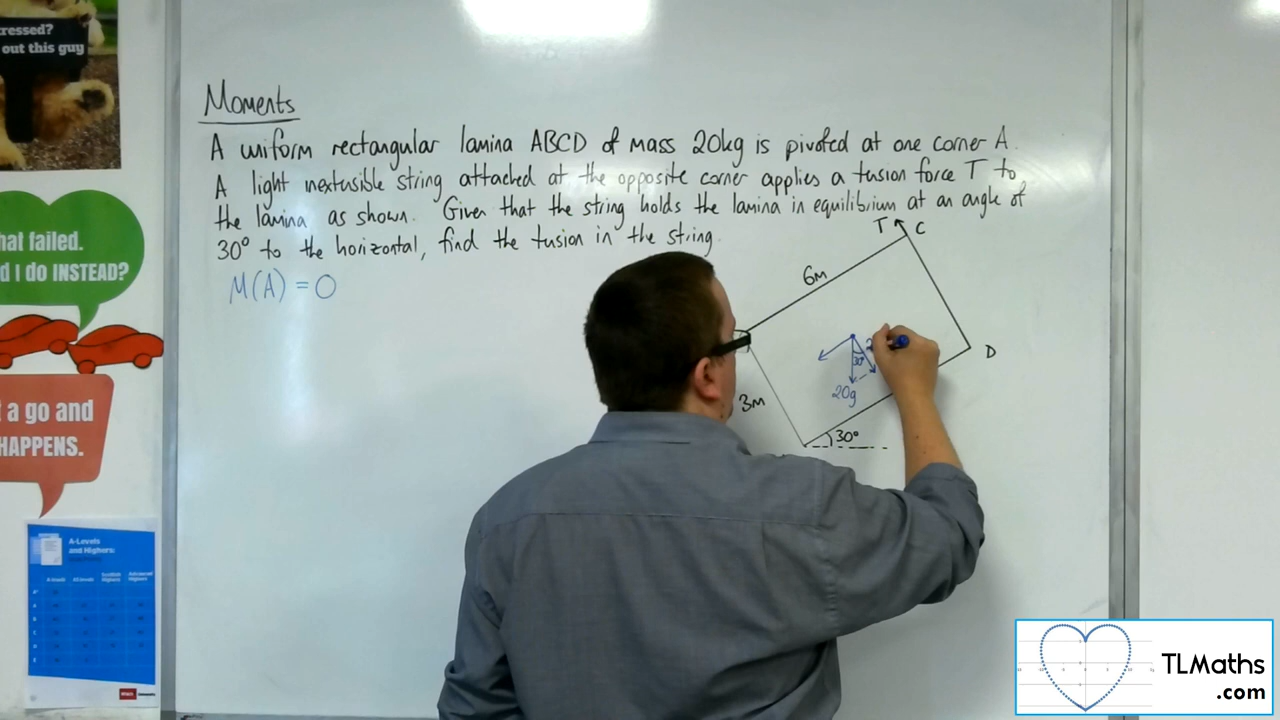 ressed?
out this guy
hat failed.
d I do INSTEAD?
t a go and
HAPPENS.
A-Levels
and Highers:
Moments
A uniform rectangular lamina ABCD of mass 20kg is pivoted at one corner A.
A light inextensible string attached at the opposite corner applies a tension force T to
the lamina as shown. Given that the string holds the lamina in equilibrium at an angle of
30° to the horizontal, find the tension in the string.
M(A) = 0
T
C
6m
D
30°
20g
3m
30°
TLMaths
.com